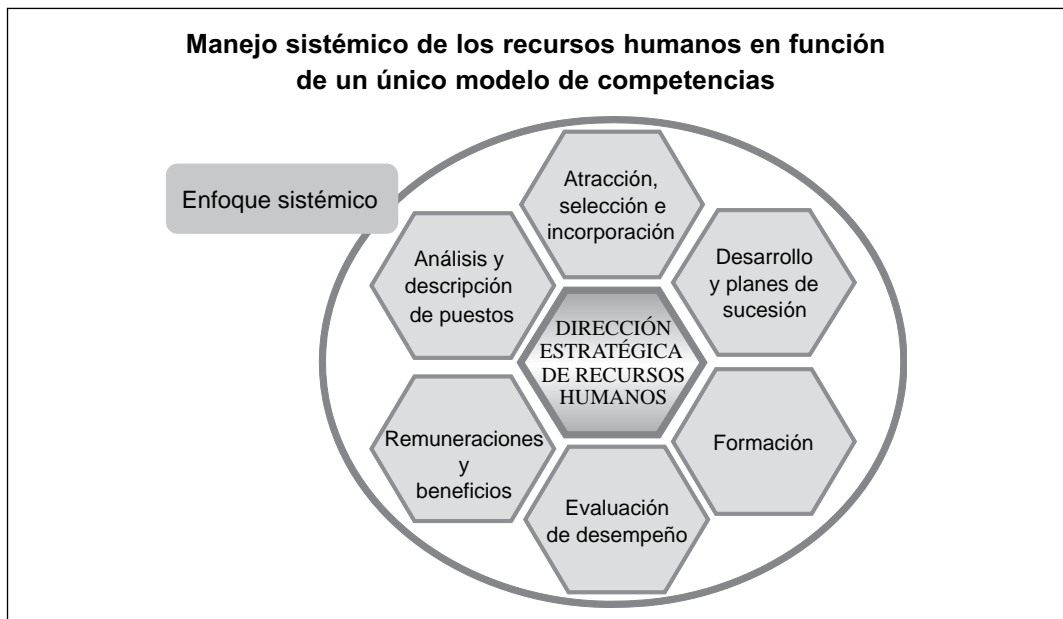 Manejo sistémico de los recursos humanos en función
de un único modelo de competencias
Enfoque sistémico
Atracción,
selección e
incorporación
Análisis y
descripción
de puestos
Desarrollo
y planes de
sucesión
DIRECCIÓN
ESTRATÉGICA
DE RECURSOS
HUMANOS
Remuneraciones
y
beneficios
Formación
Evaluación
de desempeño